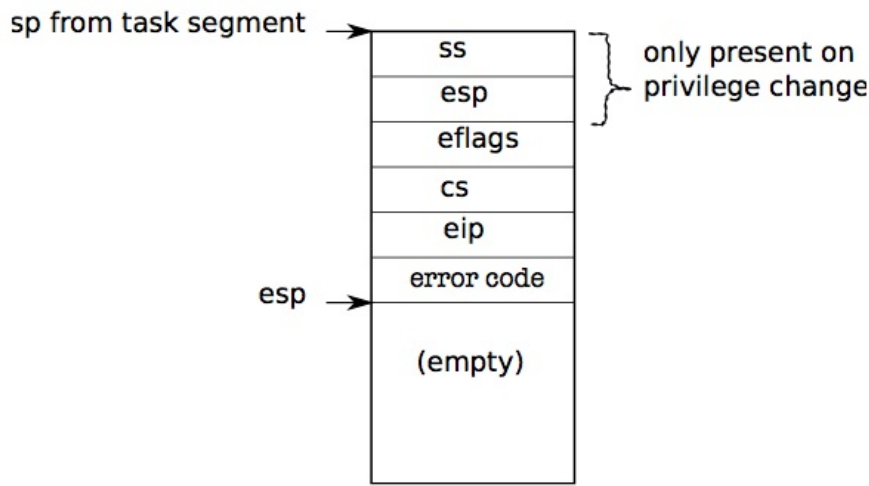 sp from task segment
ss
only present on
privilege change
esp
eflags
cs
eip
error code
esp
(empty)